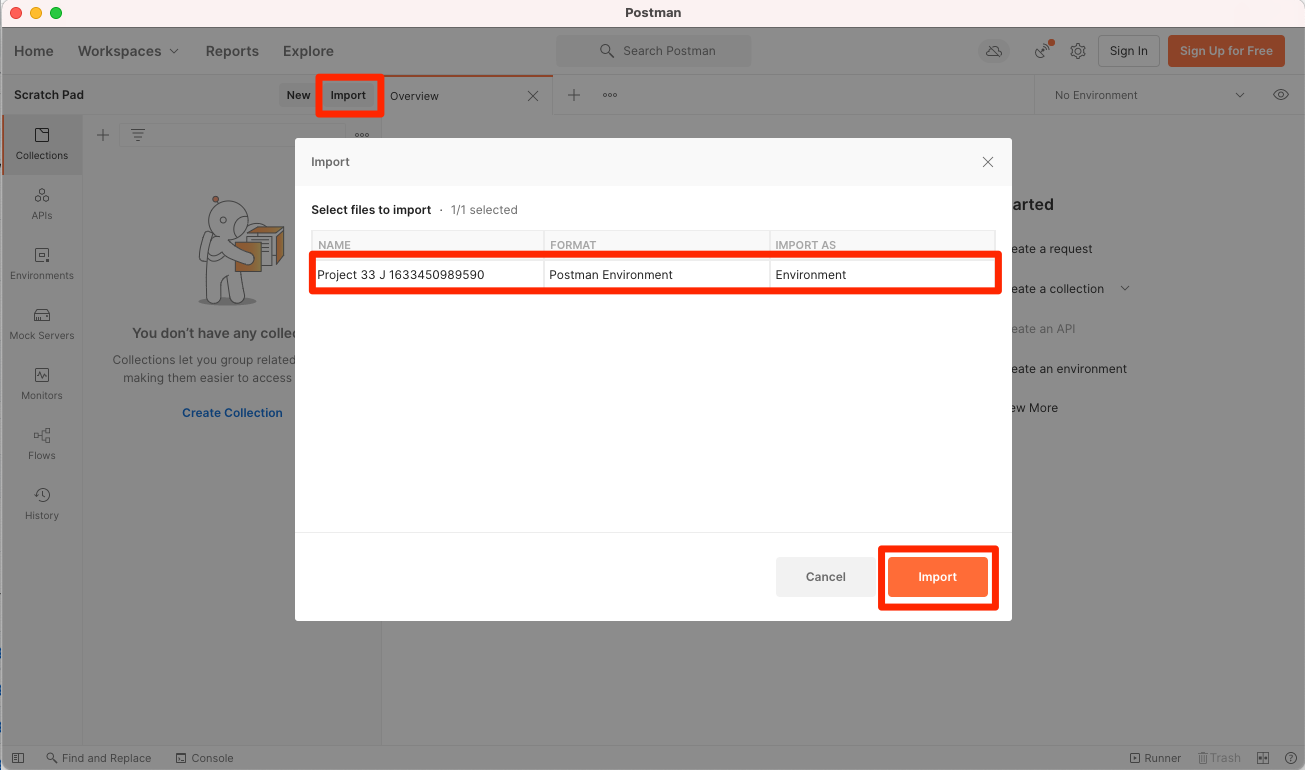 Postman
Home Workspaces Reports Explore Search Postman Sign In Sign Up for Free
Scratch Pad New Import Overview No Environment
Collections
APIs
Environments
Mock Servers
Monitors
Flows
History
You don't have any collec
Collections let you group related
making them easier to access
Create Collection
Import
Select files to import · 1/1 selected
NAME FORMAT IMPORT AS
Project 33 J 1633450989590 Postman Environment Environment
Cancel Import
arted
eate a request
eate a collection
eate an API
eate an environment
ew More
Find and Replace Console Runner Trash